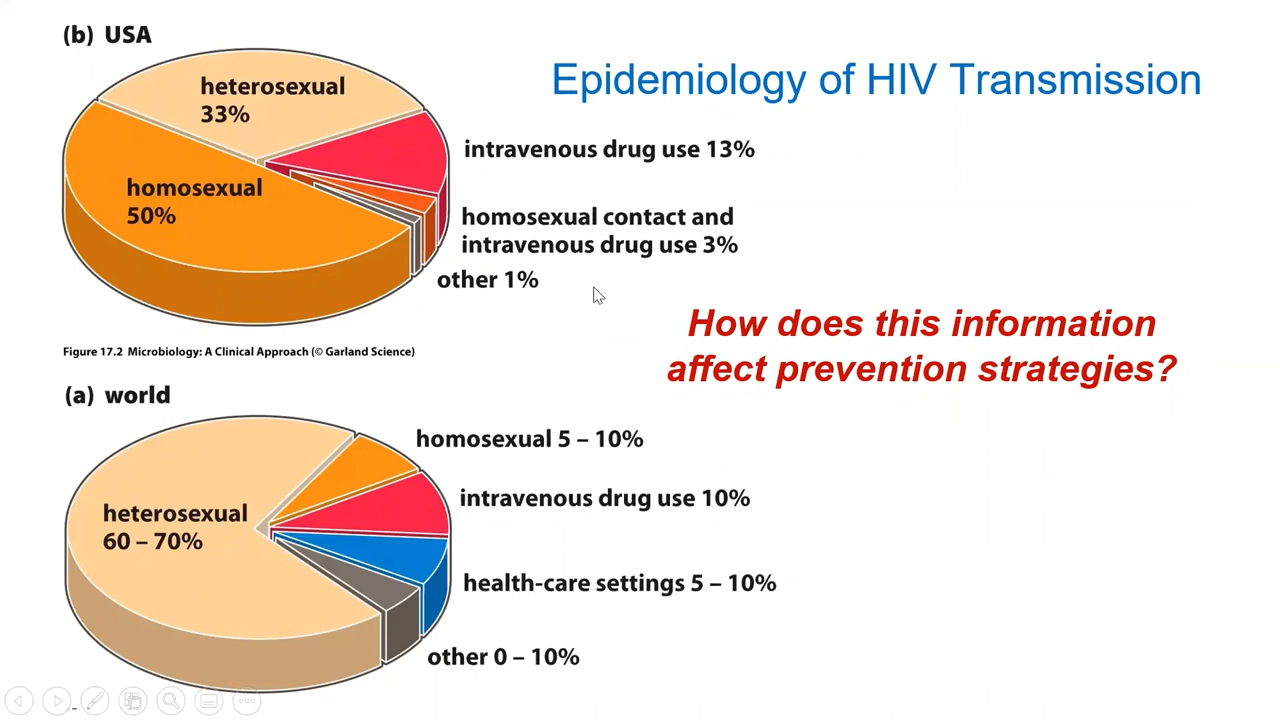 (b) USA
Epidemiology of HIV Transmission
heterosexual
33%
intravenous drug use 13%
homosexual
50%
homosexual contact and
intravenous drug use 3%
other 1%
How does this information
affect prevention strategies?
Figure 17.2 Microbiology: A Clinical Approach (© Garland Science)
(a) world
homosexual 5 – 10%
intravenous drug use 10%
heterosexual
60 – 70%
health-care settings 5 – 10%
other 0 – 10%